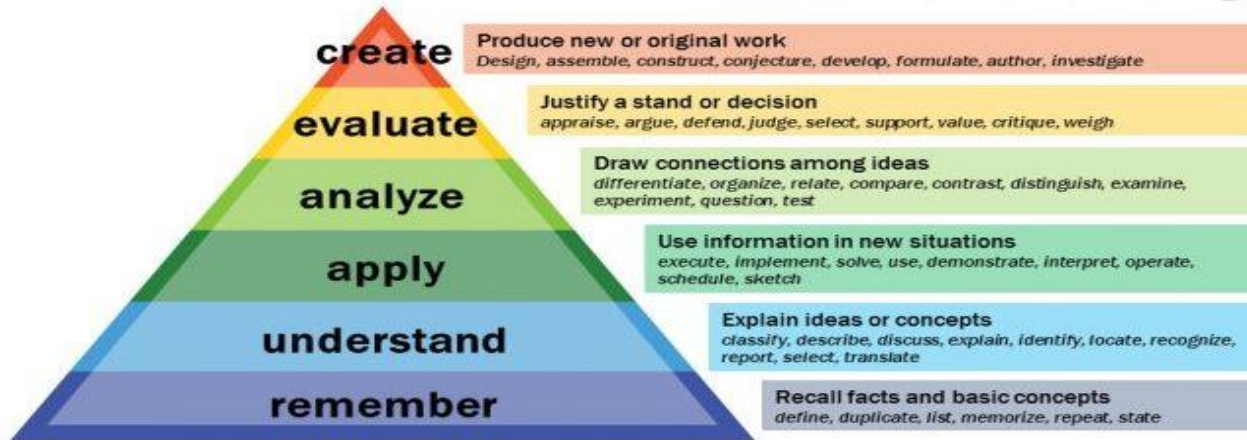 create
Produce new or original work
Design, assemble, construct, conjecture, develop, formulate, author, investigate
evaluate
Justify a stand or decision
appraise, argue, defend, judge, select, support, value, critique, weigh
analyze
Draw connections among ideas
differentiate, organize, relate, compare, contrast, distinguish, examine,
experiment, question, test
apply
Use information in new situations
execute, implement, solve, use, demonstrate, interpret, operate,
schedule, sketch
understand
Explain ideas or concepts
classify, describe, discuss, explain, identify, locate, recognize,
report, select, translate
remember
Recall facts and basic concepts
define, duplicate, list, memorize, repeat, state